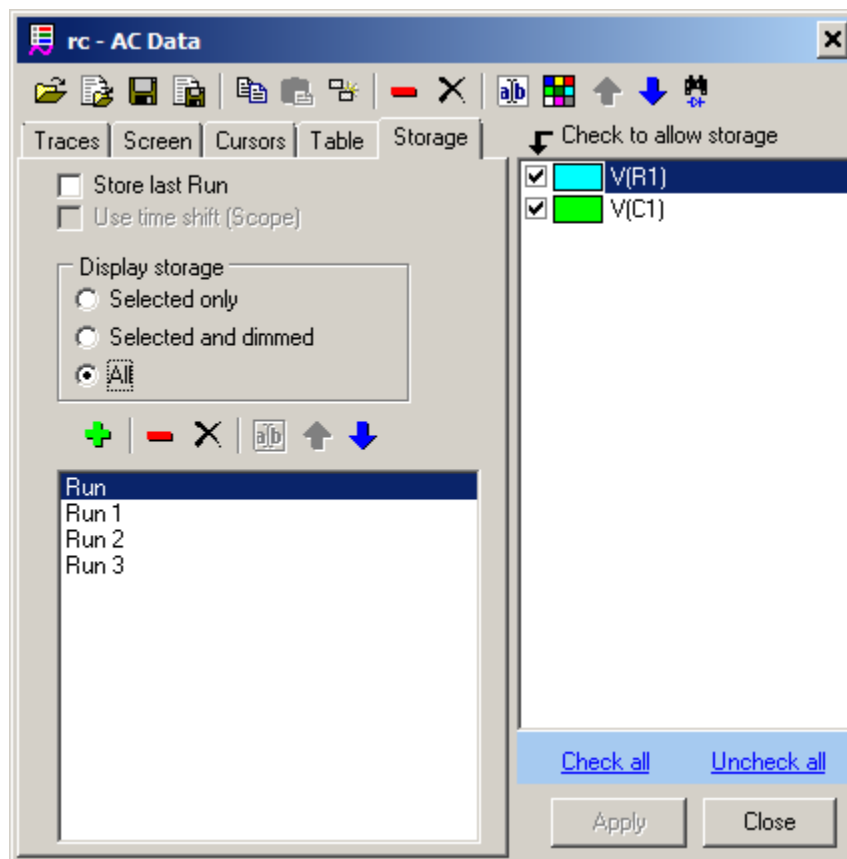 rc - AC Data
Traces Screen Cursors Table Storage
Store last Run
Use time shift (Scope)
Display storage
Selected only
Selected and dimmed
All
Run
Run 1
Run 2
Run 3
Check to allow storage
V(R1)
V(C1)
Check all Uncheck all
Apply Close